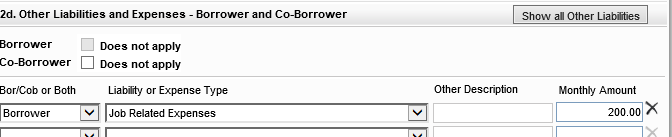 2d. Other Liabilities and Expenses - Borrower and Co-Borrower Show all Other Liabilities
Borrower Does not apply
Co-Borrower Does not apply
Bor/Cob or Both Liability or Expense Type Other Description Monthly Amount
Borrower Job Related Expenses 200.00